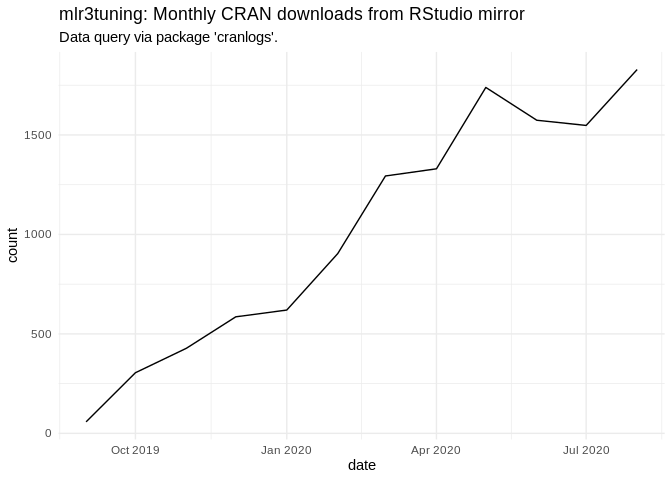 mlr3tuning: Monthly CRAN downloads from RStudio mirror
Data query via package 'cranlogs'.
1500
1000
500
0
count
Oct 2019 Jan 2020 Apr 2020 Jul 2020
date